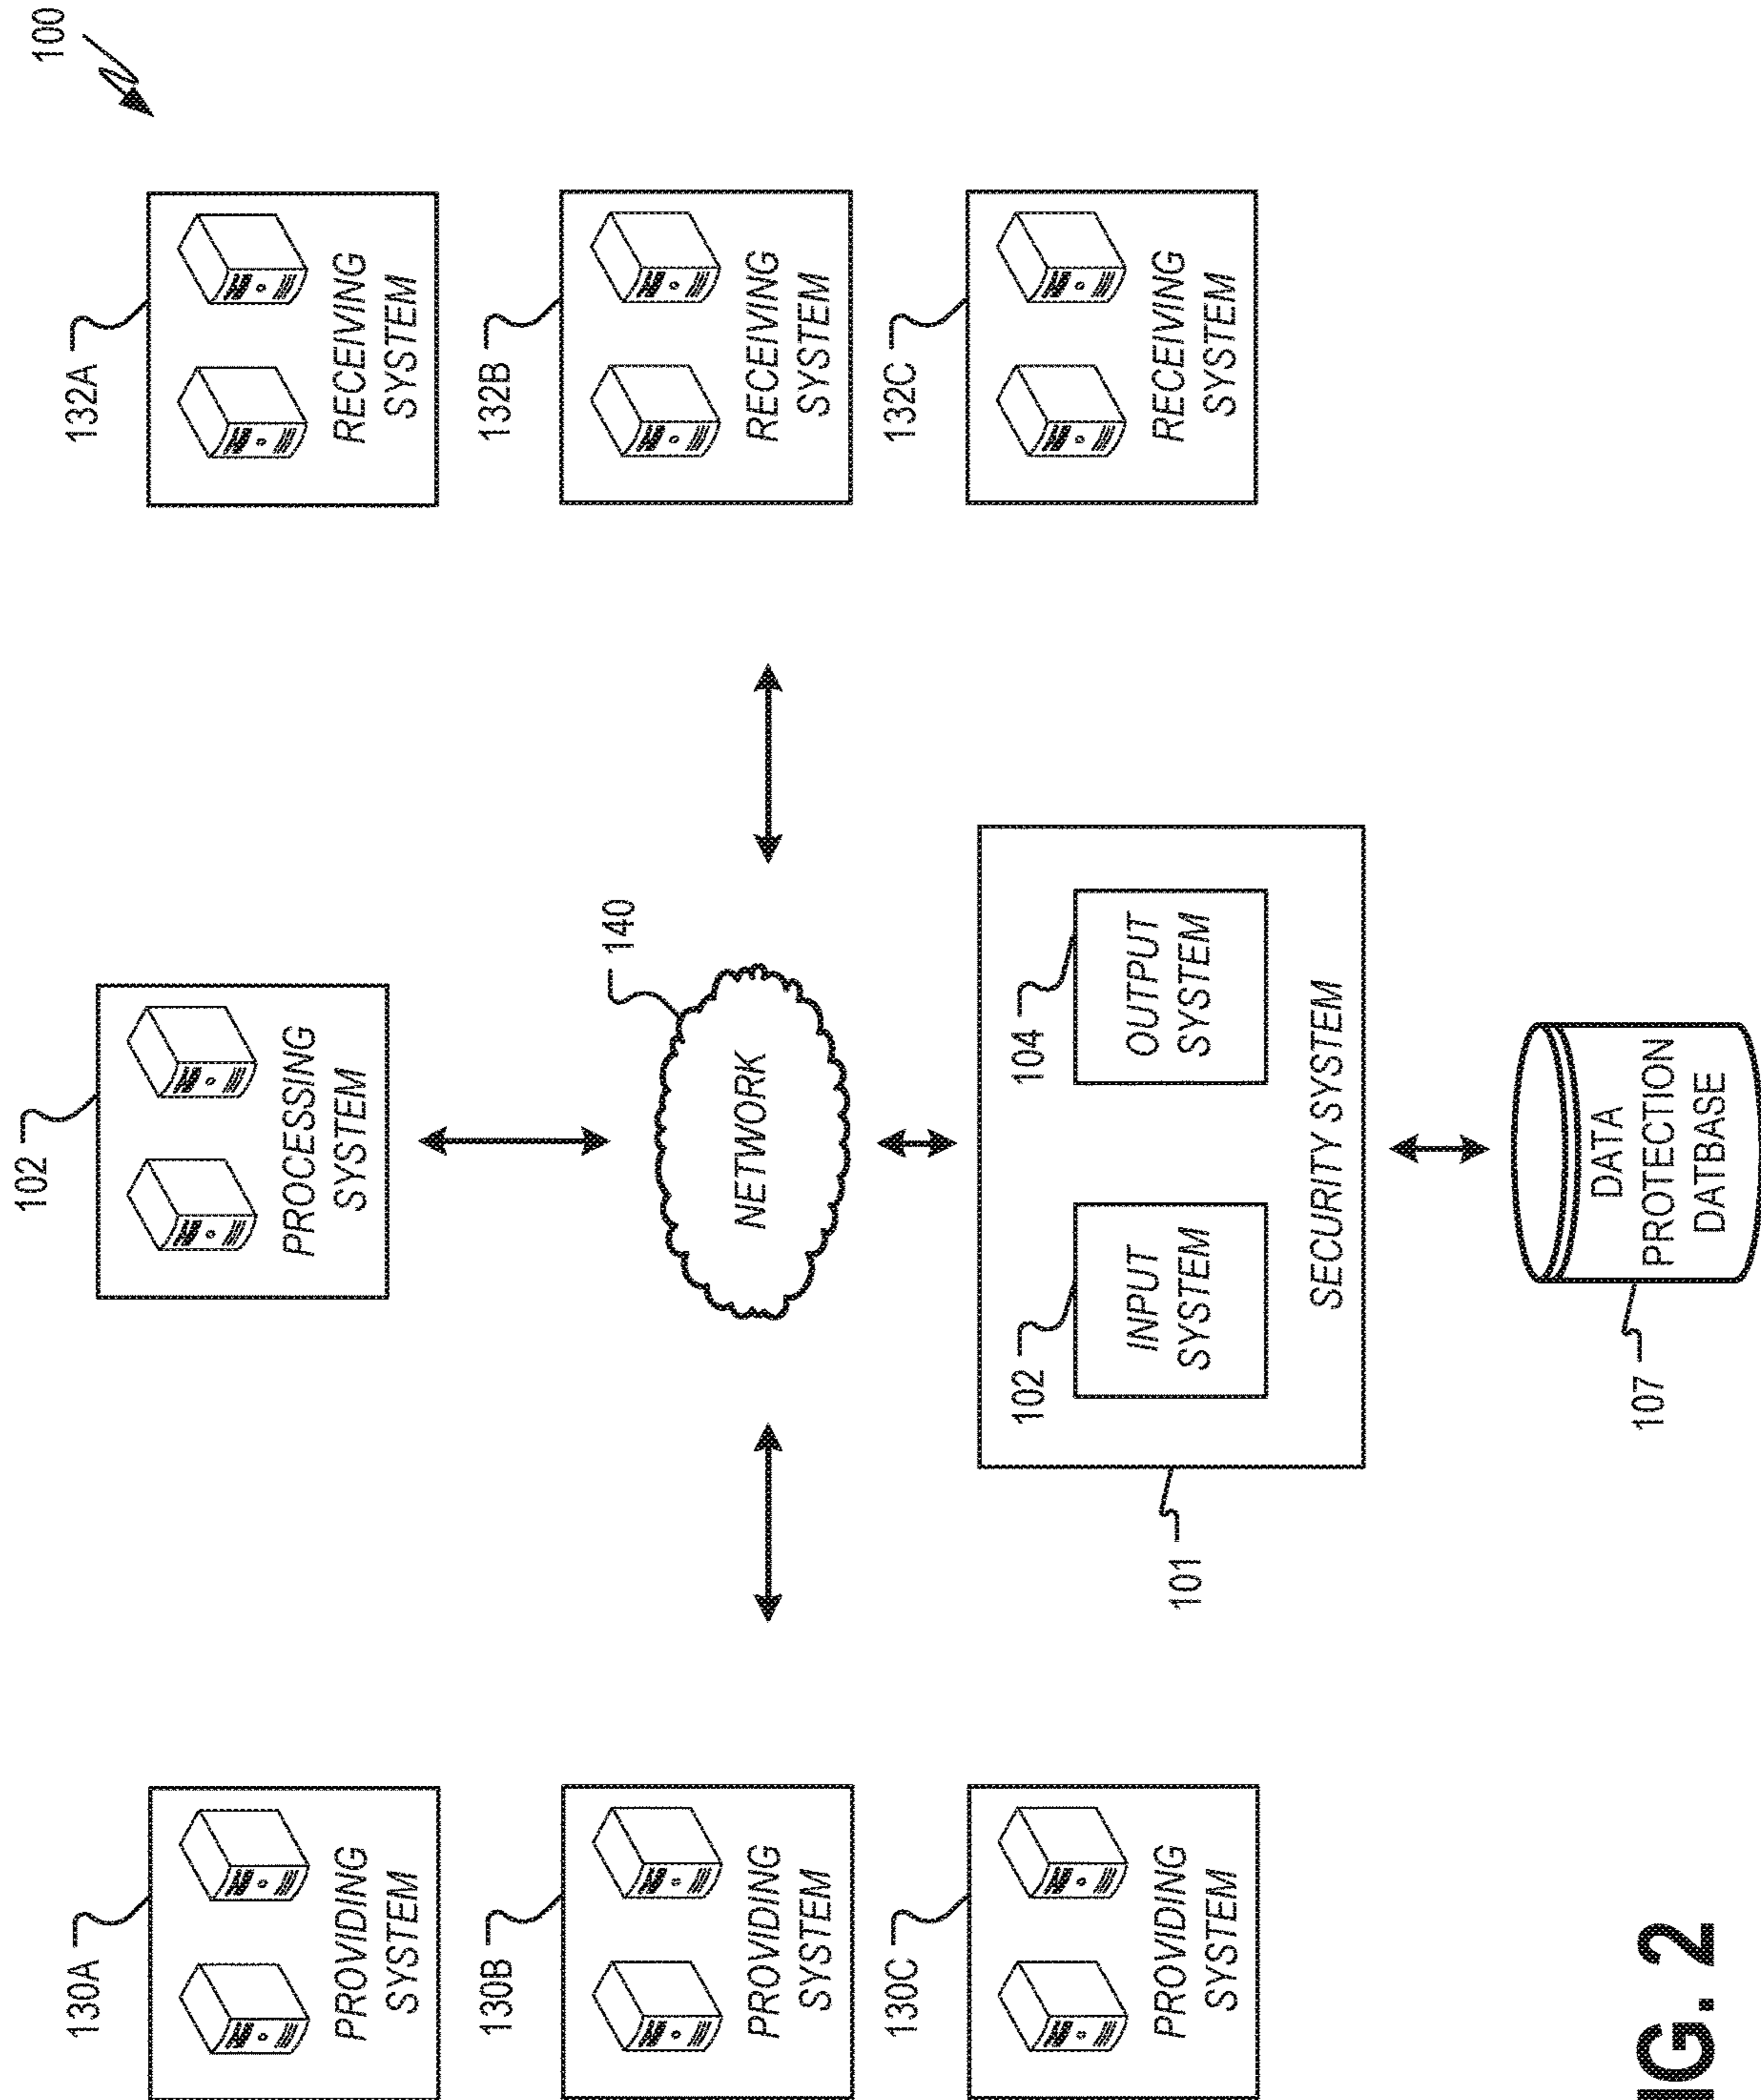 100
130A
PROVIDING
SYSTEM
130B
PROVIDING
SYSTEM
130C
PROVIDING
SYSTEM
102
PROCESSING
SYSTEM
140
NETWORK
102
INPUT
SYSTEM
104
OUTPUT
SYSTEM
SECURITY SYSTEM
101
DATA
PROTECTION
DATBASE
107
132A
RECEIVING
SYSTEM
132B
RECEIVING
SYSTEM
132C
RECEIVING
SYSTEM
IG. 2